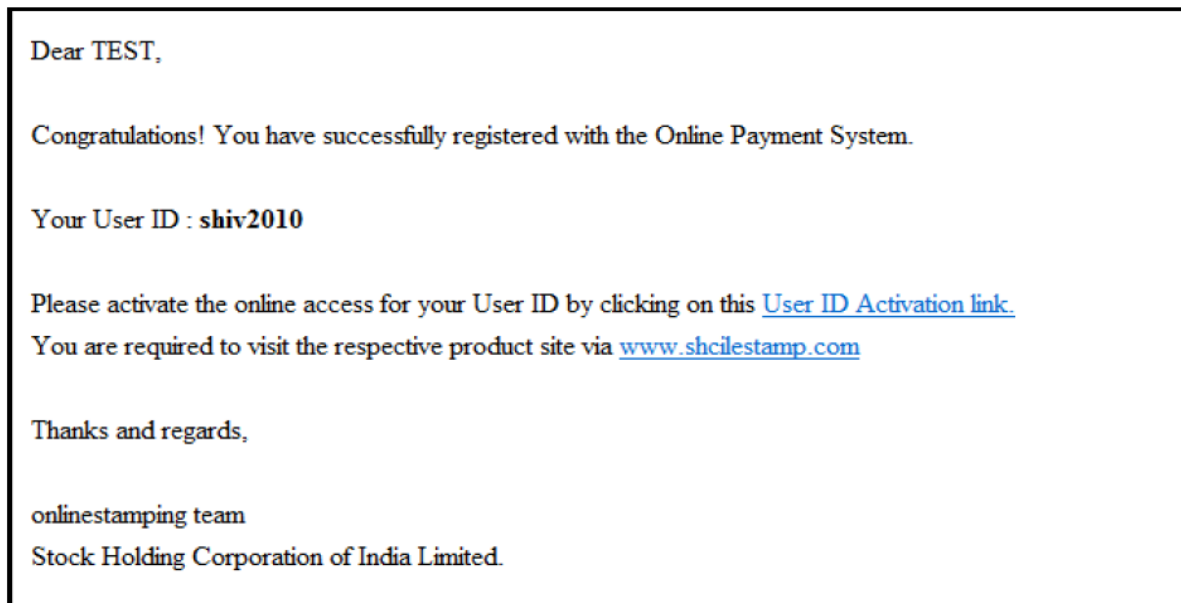 Dear TEST,
Congratulations! You have successfully registered with the Online Payment System.
Your User ID : shiv2010
Please activate the online access for your User ID by clicking on this User ID Activation link.
You are required to visit the respective product site via www.shcilestamp.com
Thanks and regards,
onlinestamping team
Stock Holding Corporation of India Limited.